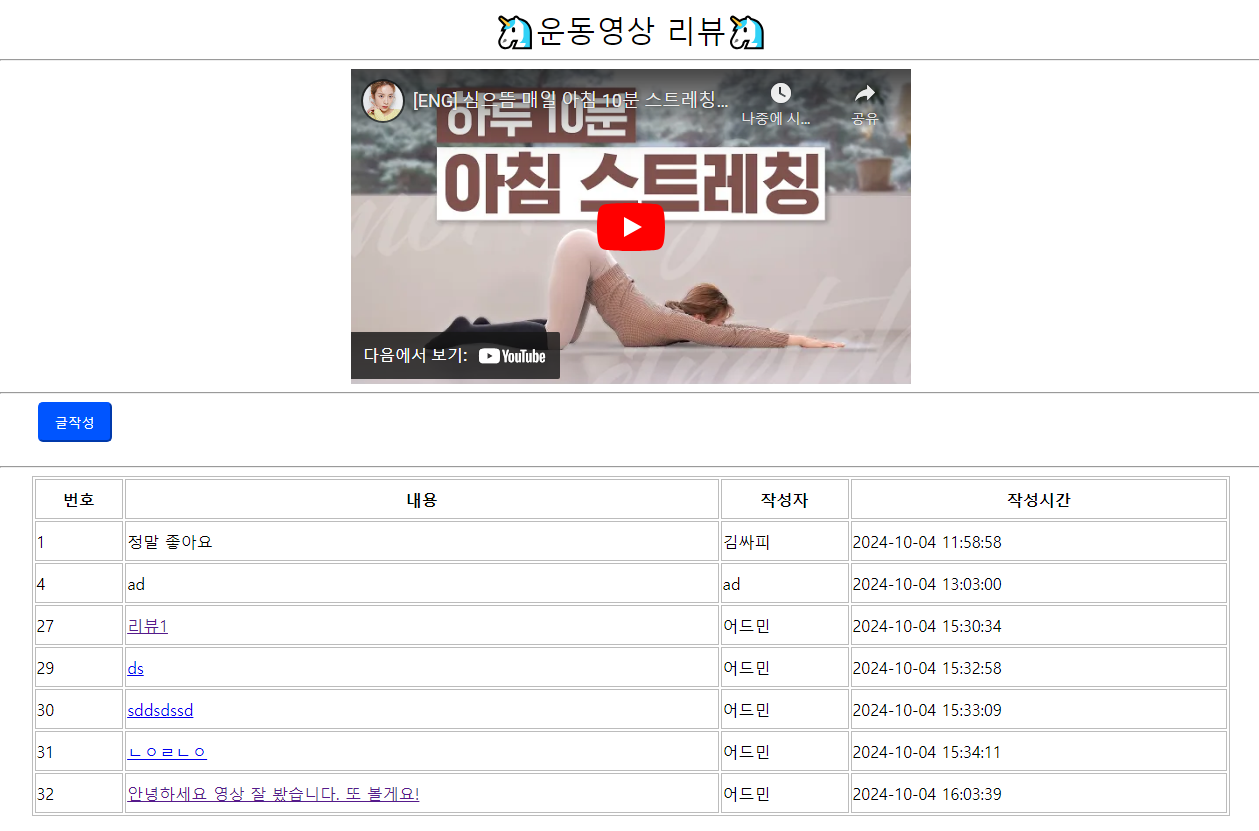 🦄운동영상 리뷰🦄
[ENG] 심으뜸 매일 아침 10분 스트레칭...
나중에 시...
공유
하루 10분
아침 스트레칭
다음에서 보기: YouTube
글작성
번호 내용 작성자 작성시간
1 정말 좋아요 김싸피 2024-10-04 11:58:58
4 ad ad 2024-10-04 13:03:00
27 리뷰1 어드민 2024-10-04 15:30:34
29 ds 어드민 2024-10-04 15:32:58
30 sddsdssd 어드민 2024-10-04 15:33:09
31 ㄴㅇㄹㄴㅇ 어드민 2024-10-04 15:34:11
32 안녕하세요 영상 잘 봤습니다. 또 볼게요! 어드민 2024-10-04 16:03:39